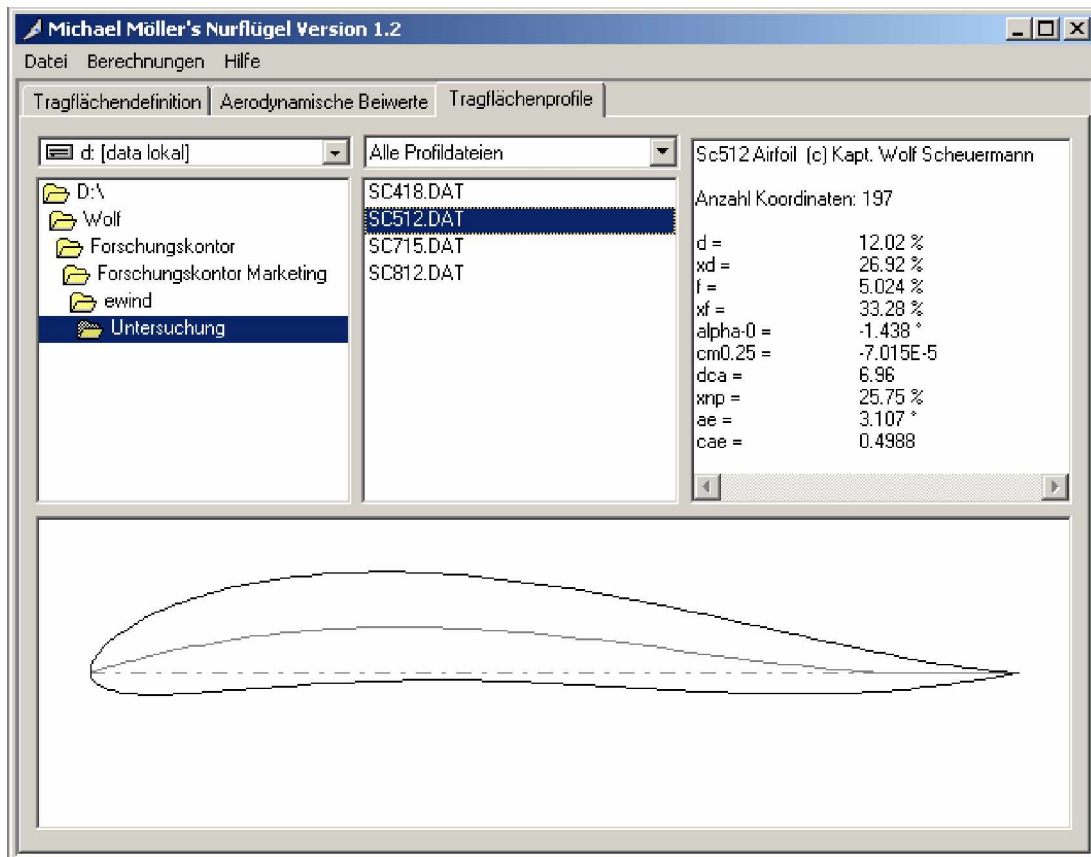 Michael Möller's Nurflügel Version 1.2
Datei Berechnungen Hilfe
Tragflächendefinition Aerodynamische Beiwerte Tragflächenprofile
d: [data lokal]
D:\
Wolf
Forschungskontor
Forschungskontor Marketing
ewind
Untersuchung
Alle Profildateien
SC418.DAT
SC512.DAT
SC715.DAT
SC812.DAT
Sc512 Airfoil (c) Kapt. Wolf Scheuermann
Anzahl Koordinaten: 197
d = 12.02 %
xd = 26.92 %
f = 5.024 %
xf = 33.28 %
alpha-0 = -1.438 °
cm0.25 = -7.015E-5
dca = 6.96
xnp = 25.75 %
ae = 3.107 °
cae = 0.4988